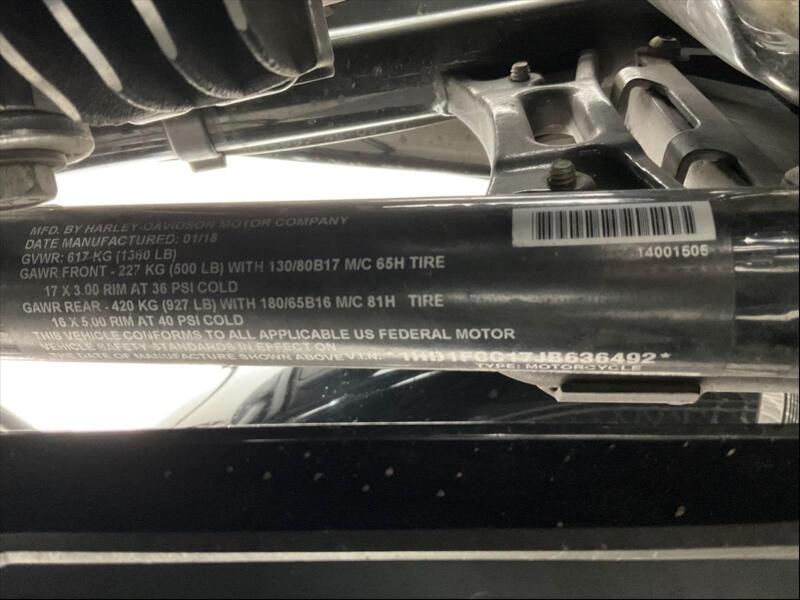 MFD. BY HARLEY-DAVIDSON MOTOR COMPANY
DATE MANUFACTURED: 01/18
GVWR: 617 KG (1360 LB)
GAWR FRONT - 227 KG (500 LB) WITH 130/80B17 M/C 65H TIRE
17 X 3.00 RIM AT 36 PSI COLD
GAWR REAR - 420 KG (927 LB) WITH 180/65B16 M/C 81H TIRE
16 X 5.00 RIM AT 40 PSI COLD
THIS VEHICLE CONFORMS TO ALL APPLICABLE US FEDERAL MOTOR
VEHICLE SAFETY STANDARDS IN EFFECT ON
THE DATE OF MANUFACTURE SHOWN ABOVE V.I.N. *1HD1FCG17JB636492*
TYPE: MOTORCYCLE
14001505